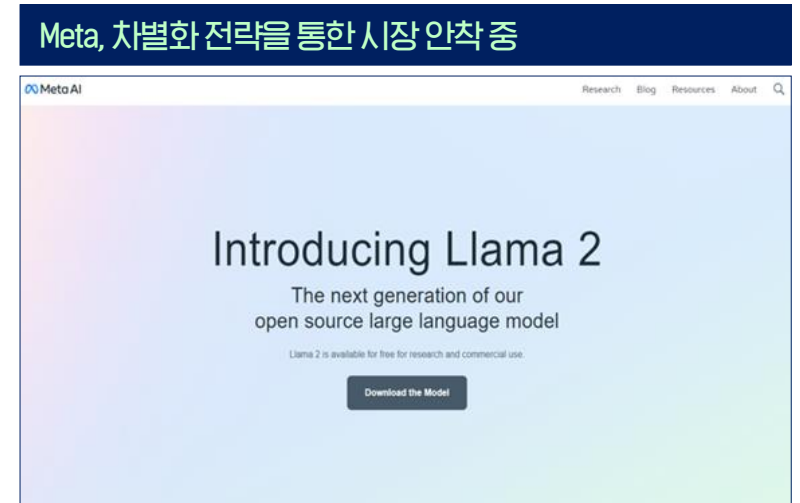 Meta, 차별화 전략을 통한 시장 안착 중
Meta AI
Research Blog Resources About
Introducing Llama 2
The next generation of our
open source large language model
Llama 2 is available for free for research and commercial use.
Download the Model